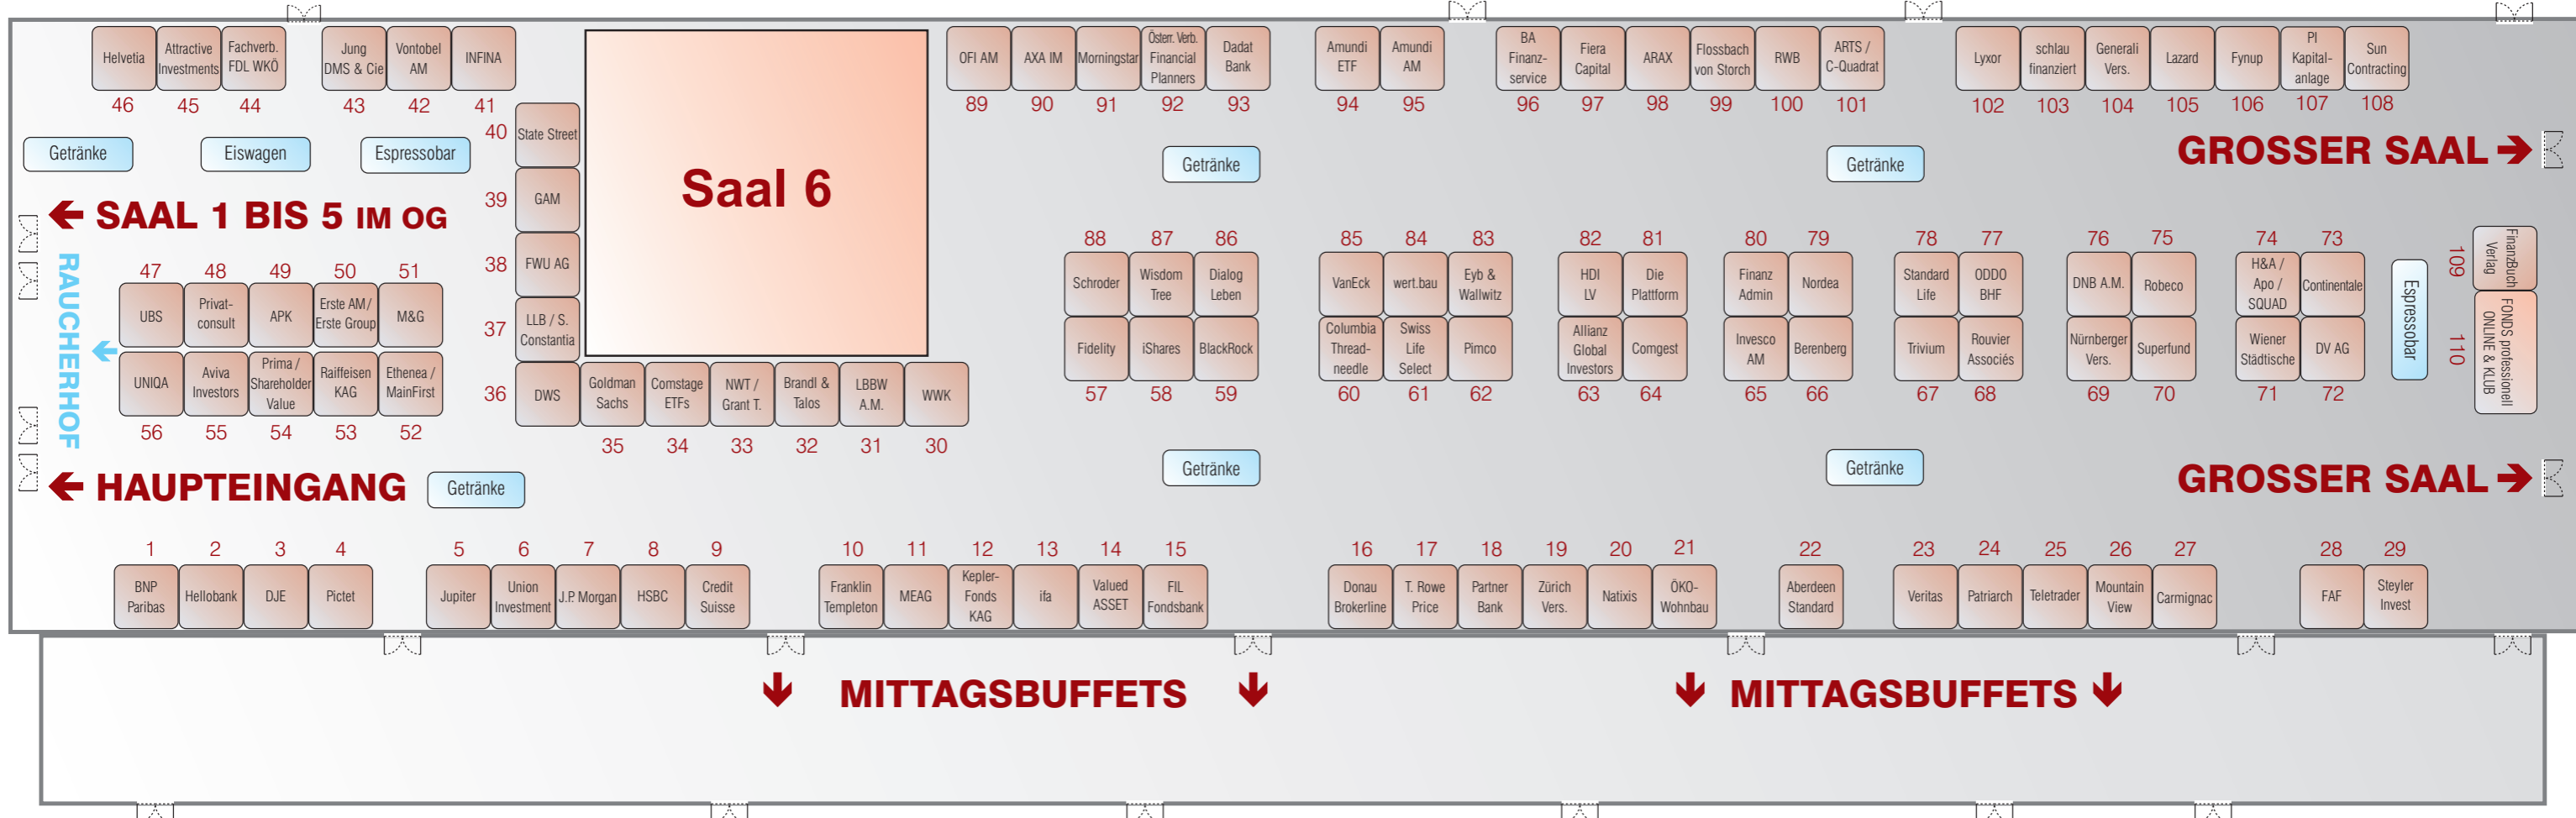 Helvetia
46
Attractive
Investments
45
Fachverb.
FDL WKÖ
44
Jung
DMS & Cie
43
Vontobel
AM
42
INFINA
41
OFI AM
89
AXA IM
90
Morningstar
91
Österr. Verb.
Financial
Planners
92
Dadat
Bank
93
Amundi
ETF
94
Amundi
AM
95
BA
Finanz-
service
96
Fiera
Capital
97
ARAX
98
Flossbach
von Storch
99
RWB
100
ARTS /
C-Quadrat
101
Lyxor
102
schlau
finanziert
103
Generali
Vers.
104
Lazard
105
Fynup
106
PI
Kapital-
anlage
107
Sun
Contracting
108
Getränke
Eiswagen
Espressobar
40
State Street
39
GAM
38
FWU AG
37
LLB / S.
Constantia
36
DWS
Saal 6
Getränke
Getränke
GROSSER SAAL
SAAL 1 BIS 5 IM OG
RAUCHERHOF
47
UBS
48
Privat-
consult
49
APK
50
Erste AM /
Erste Group
51
M&G
UNIQA
56
Aviva
Investors
55
Prima /
Shareholder
Value
54
Raiffeisen
KAG
53
Ethenea /
MainFirst
52
Goldman
Sachs
35
Comstage
ETFs
34
NWT /
Grant T.
33
Brandl &
Talos
32
LBBW
A.M.
31
WWK
30
88
Schroder
87
Wisdom
Tree
86
Dialog
Leben
Fidelity
57
iShares
58
BlackRock
59
85
VanEck
84
wert.bau
83
Eyb &
Wallwitz
Columbia
Thread-
needle
60
Swiss
Life
Select
61
Pimco
62
82
HDI
LV
81
Die
Plattform
Allianz
Global
Investors
63
Comgest
64
80
Finanz
Admin
79
Nordea
Invesco
AM
65
Berenberg
66
78
Standard
Life
77
ODDO
BHF
Trivium
67
Rouvier
Associés
68
76
DNB A.M.
75
Robeco
Nürnberger
Vers.
69
Superfund
70
74
H&A /
Apo /
SQUAD
73
Continentale
Wiener
Städtische
71
DV AG
72
Espressobar
109
FinanzBuch
Verlag
110
FONDS professionell
ONLINE & KLUB
HAUPTEINGANG
Getränke
Getränke
Getränke
GROSSER SAAL
1
BNP
Paribas
2
Hellobank
3
DJE
4
Pictet
5
Jupiter
6
Union
Investment
7
J.P. Morgan
8
HSBC
9
Credit
Suisse
10
Franklin
Templeton
11
MEAG
12
Kepler-
Fonds
KAG
13
ifa
14
Valued
ASSET
15
FIL
Fondsbank
16
Donau
Brokerline
17
T. Rowe
Price
18
Partner
Bank
19
Zürich
Vers.
20
Natixis
21
ÖKO-
Wohnbau
22
Aberdeen
Standard
23
Veritas
24
Patriarch
25
Teletrader
26
Mountain
View
27
Carmignac
28
FAF
29
Steyler
Invest
MITTAGSBUFFETS
MITTAGSBUFFETS